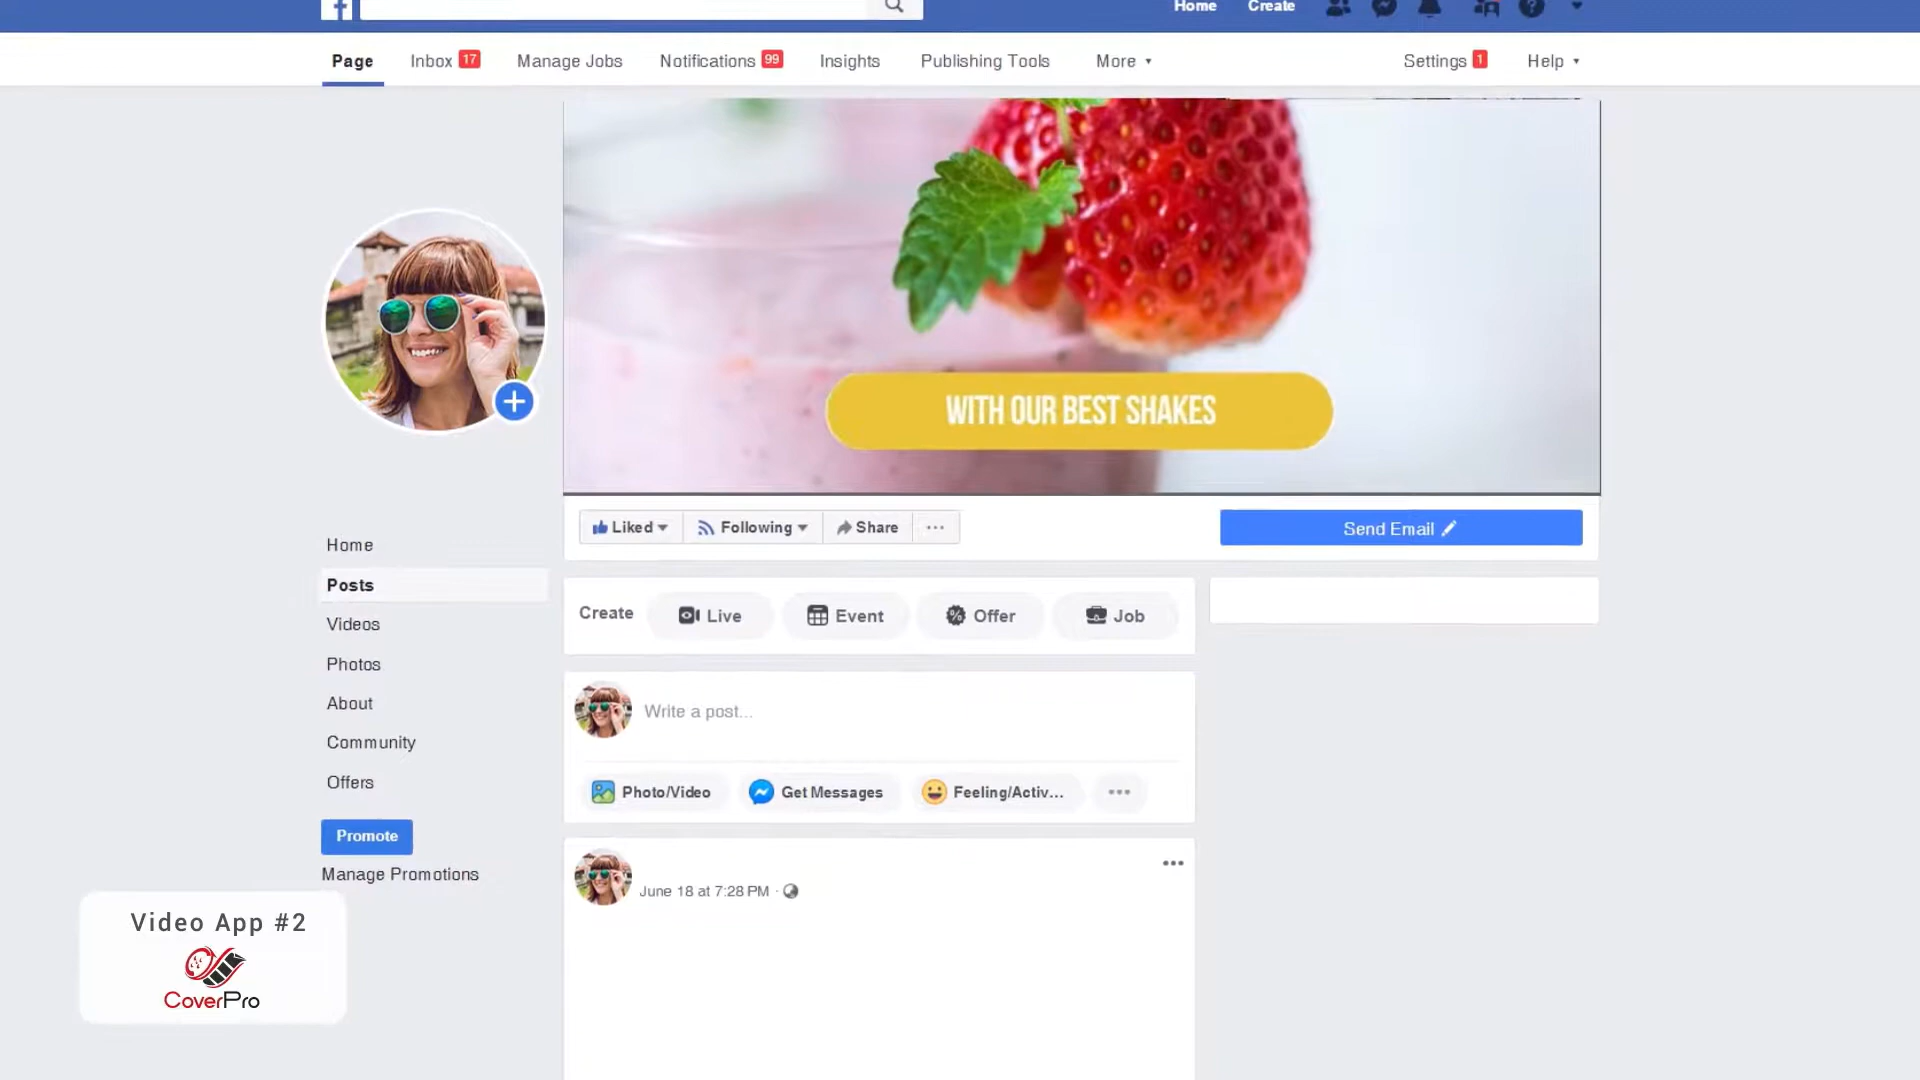 Home Create
Page Inbox 17 Manage Jobs Notifications 99 Insights Publishing Tools More Settings 1 Help
WITH OUR BEST SHAKES
Liked Following Share ... Send Email
Home
Posts
Videos
Photos
About
Community
Offers
Promote
Manage Promotions
Create Live Event Offer Job
Write a post...
Photo/Video Get Messages Feeling/Activ...
June 18 at 7:28 PM ·
Video App #2
CoverPro